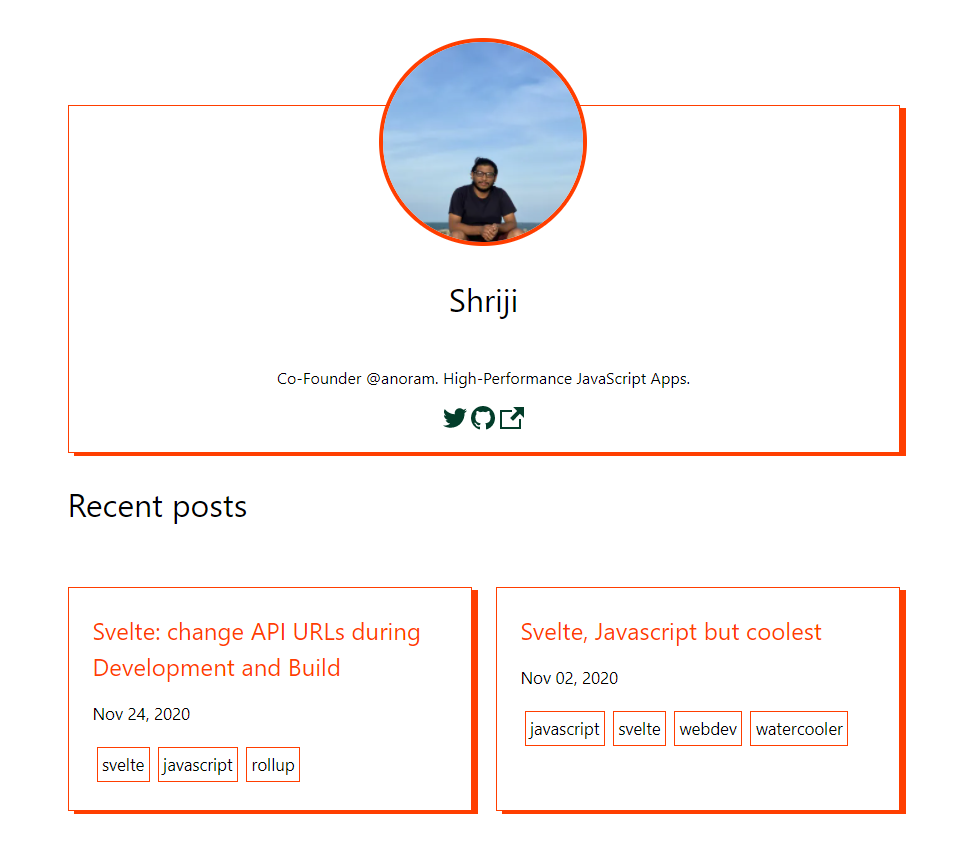 Shriji
Co-Founder @anoram. High-Performance JavaScript Apps.
Recent posts
Svelte: change API URLs during
Development and Build
Nov 24, 2020
svelte javascript rollup
Svelte, Javascript but coolest
Nov 02, 2020
javascript svelte webdev watercooler